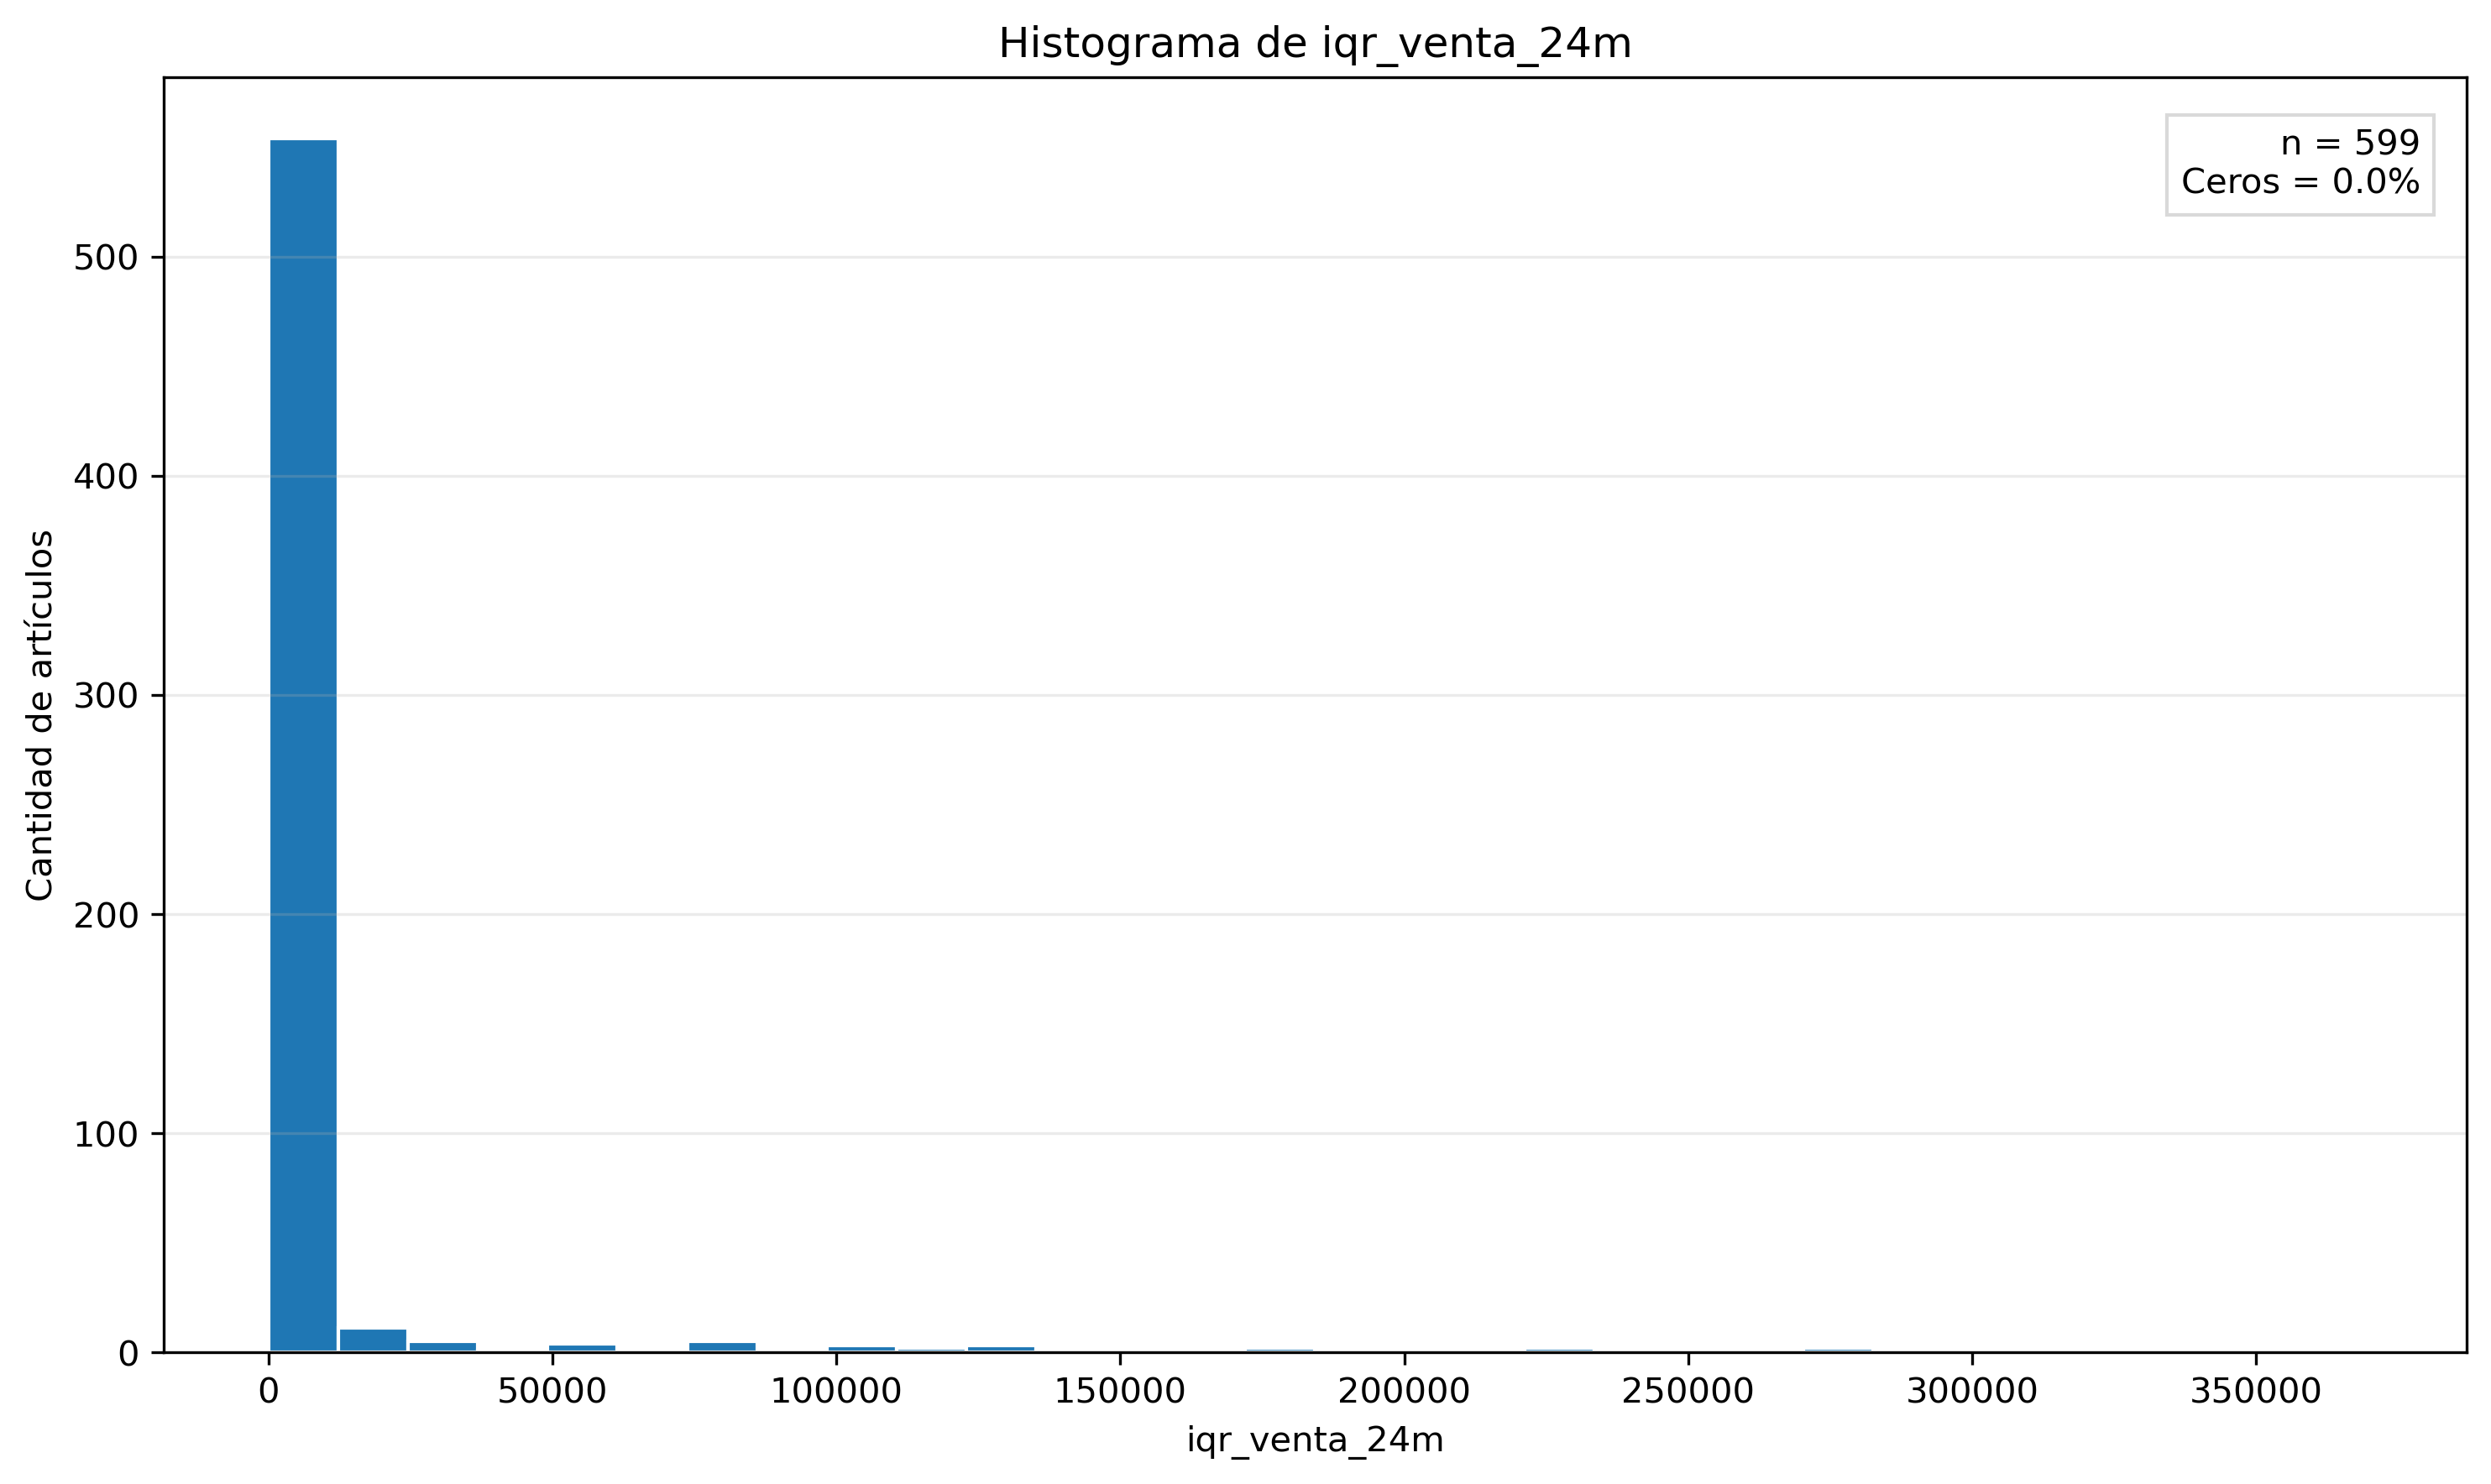 Histograma de iqr_venta_24m
n = 599
Ceros = 0.0%
Cantidad de artículos
500
400
300
200
100
0
0 50000 100000 150000 200000 250000 300000 350000
iqr_venta_24m